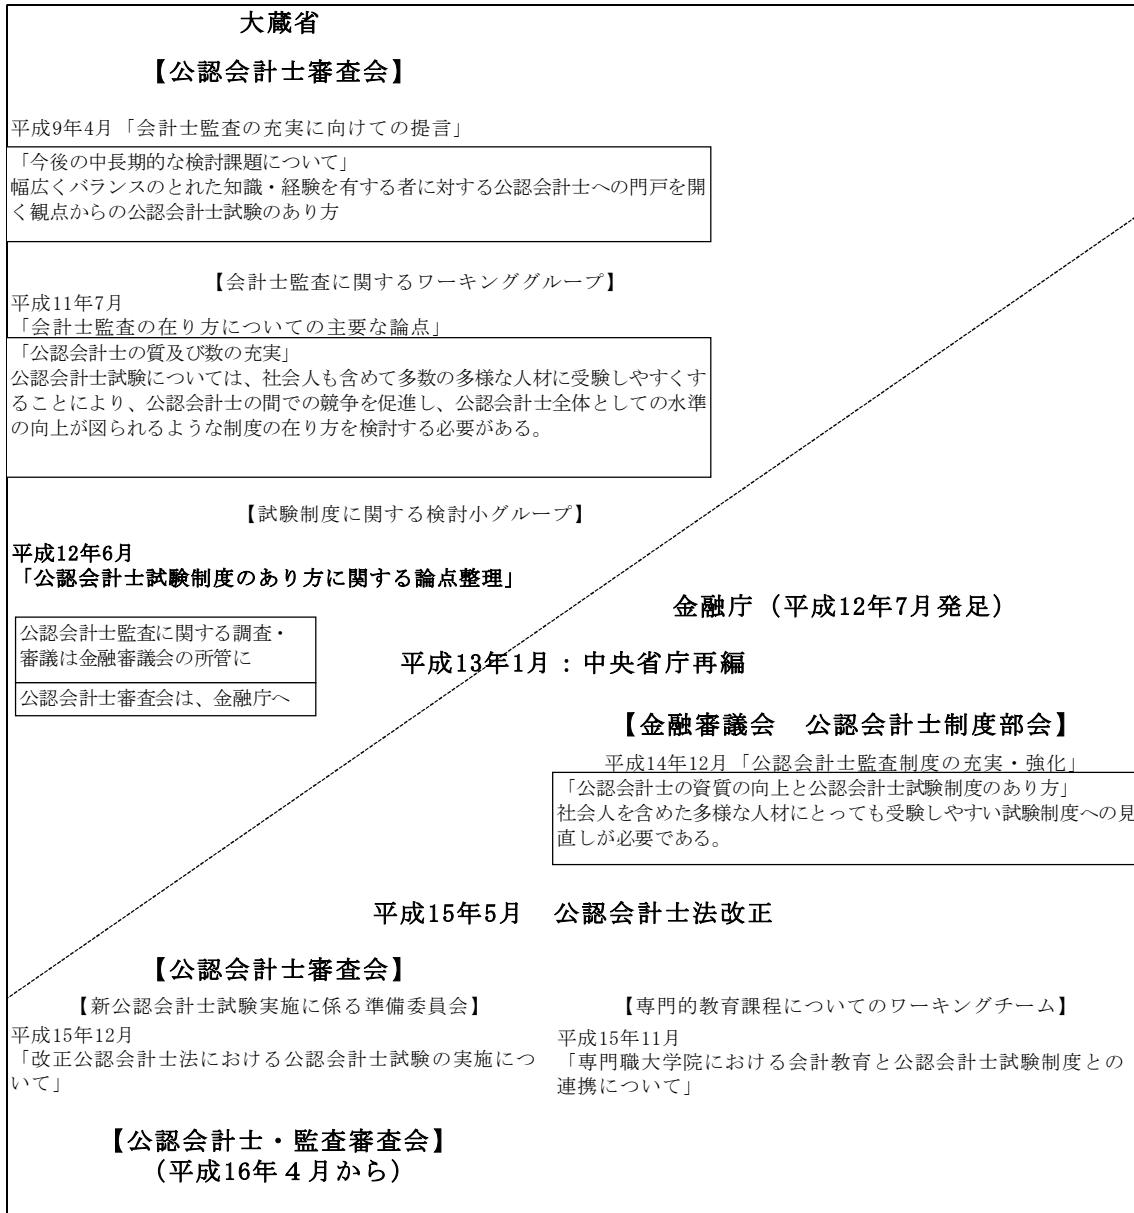 大蔵省
【公認会計士審査会】
平成9年4月「会計士監査の充実に向けての提言」
「今後の中長期的な検討課題について」
幅広くバランスのとれた知識・経験を有する者に対する公認会計士への門戸を開
く観点からの公認会計士試験のあり方
【会計士監査に関するワーキンググループ】
平成11年7月
「会計士監査の在り方についての主要な論点」
「公認会計士の質及び数の充実」
公認会計士試験については、社会人も含めて多数の多様な人材に受験しやすくす
ることにより、公認会計士の間での競争を促進し、公認会計士全体としての水準
の向上が図られるような制度の在り方を検討する必要がある。
【試験制度に関する検討小グループ】
平成12年6月
「公認会計士試験制度のあり方に関する論点整理」
金融庁（平成12年7月発足）
公認会計士監査に関する調査・
審議は金融審議会の所管に
公認会計士審査会は、金融庁へ
平成13年1月：中央省庁再編
【金融審議会　公認会計士制度部会】
平成14年12月「公認会計士監査制度の充実・強化」
「公認会計士の資質の向上と公認会計士試験制度のあり方」
社会人を含めた多様な人材にとっても受験しやすい試験制度への見
直しが必要である。
平成15年5月　公認会計士法改正
【公認会計士審査会】
【新公認会計士試験実施に係る準備委員会】
平成15年12月
「改正公認会計士法における公認会計士試験の実施につ
いて」
【専門的教育課程についてのワーキングチーム】
平成15年11月
「専門職大学院における会計教育と公認会計士試験制度との
連携について」
【公認会計士・監査審査会】
（平成16年４月から）